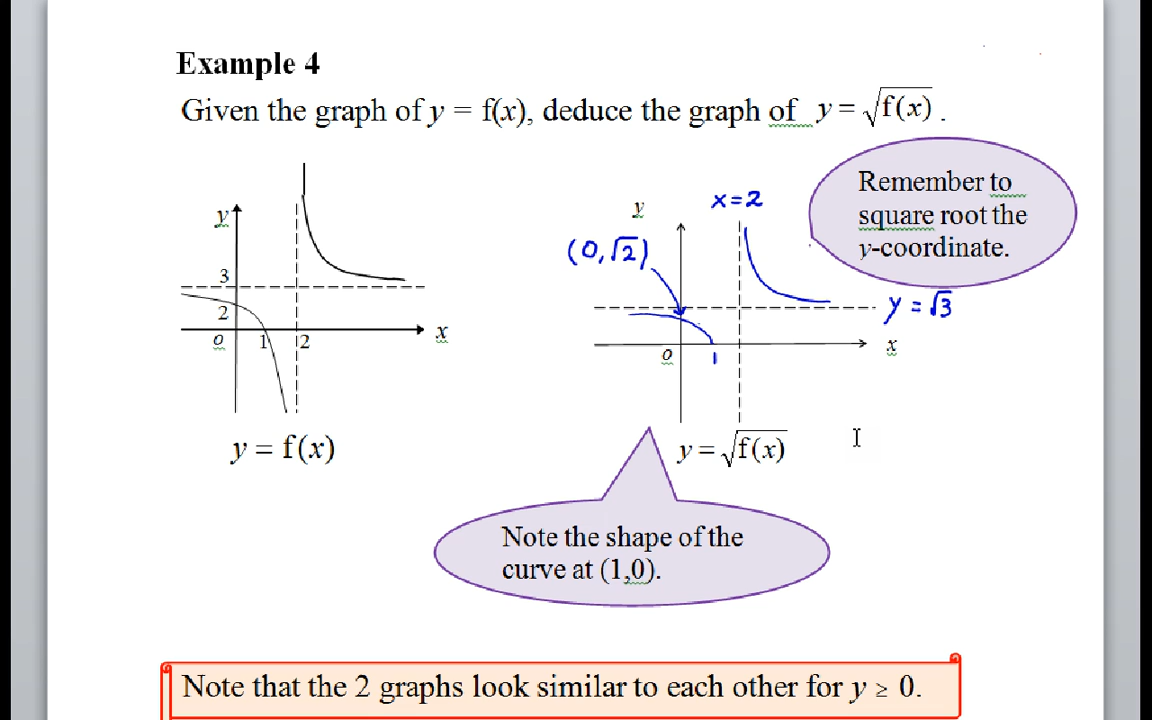 Example 4
Given the graph of y = f(x), deduce the graph of y = √f(x) .
Remember to
square root the
y-coordinate.
y
3
2
O
1
2
x
y = f(x)
y
x=2
(0,√2)
y = √3
O
1
x
y = √f(x)
Note the shape of the
curve at (1,0).
Note that the 2 graphs look similar to each other for y ≥ 0.